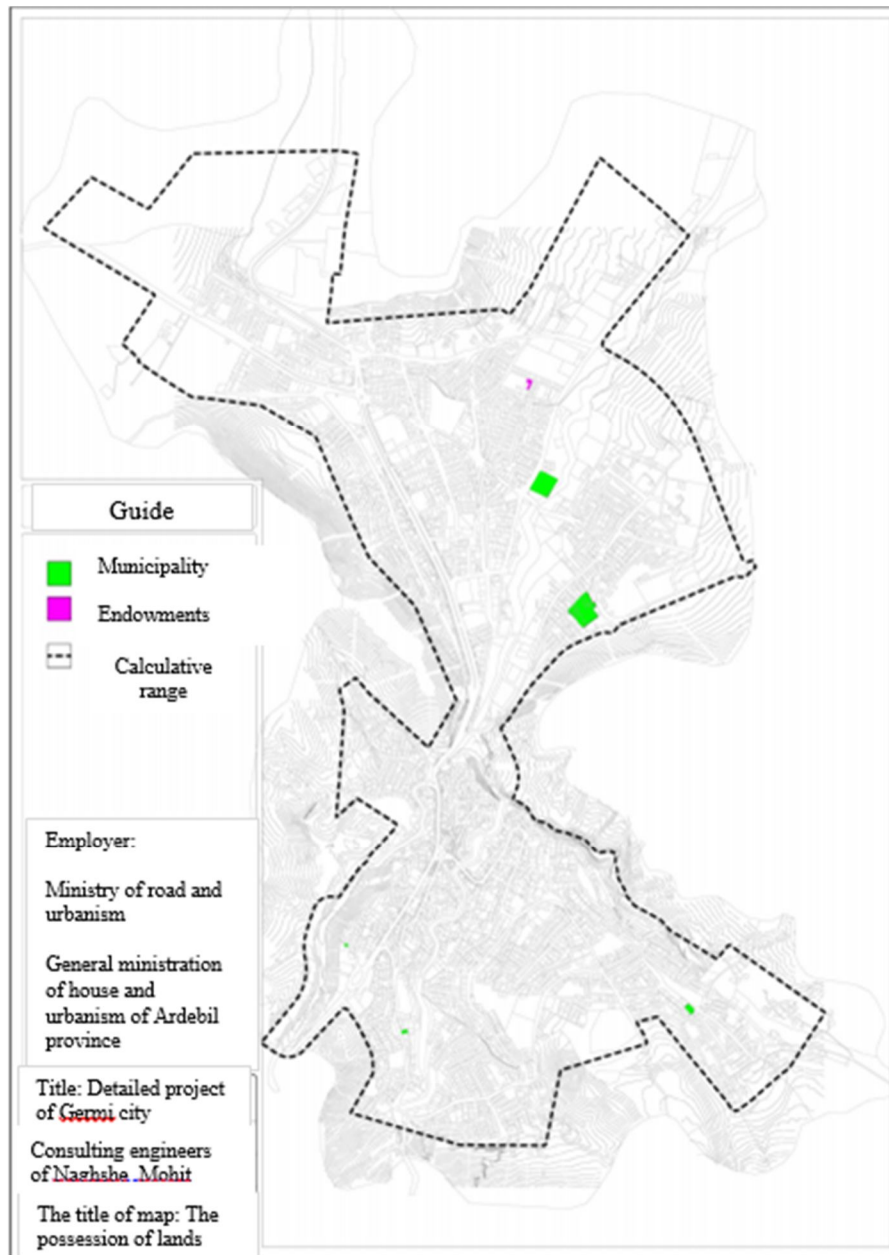 Guide
Municipality
Endowments
Calculative
range
Employer:
Ministry of road and
urbanism
General ministration
of house and
urbanism of Ardebil
province
Title: Detailed project
of Germi city
Consulting engineers
of Naghshe Mohit
The title of map: The
possession of lands